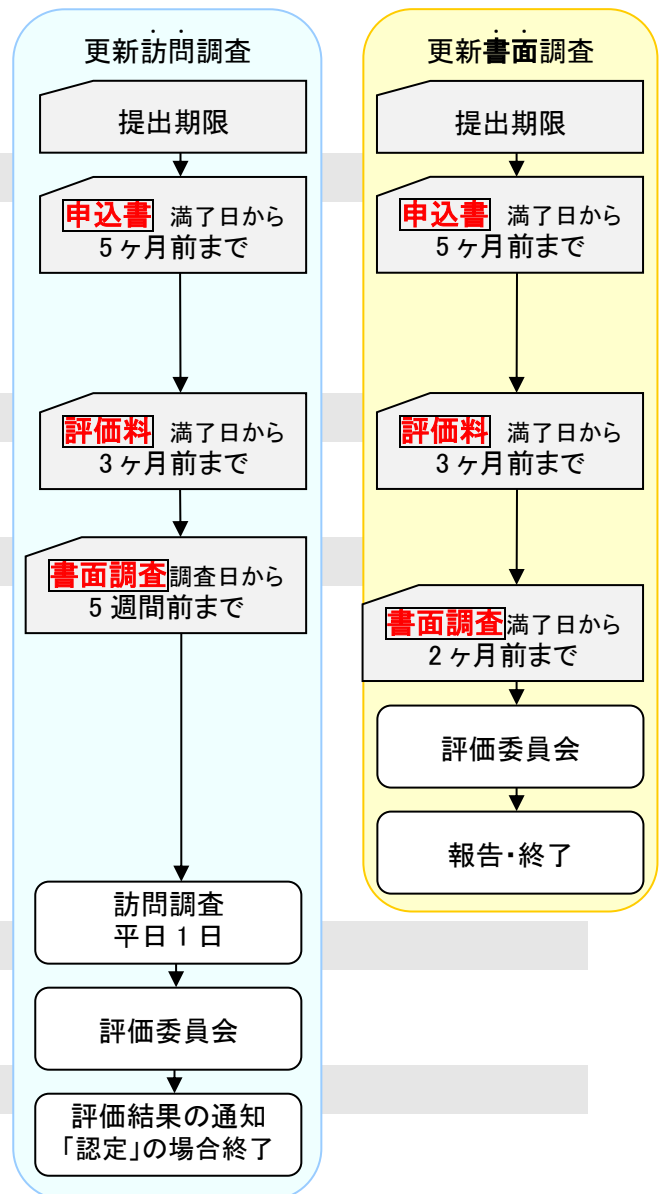 更新訪問調査
提出期限
申込書 満了日から
5ヶ月前まで
評価料 満了日から
3ヶ月前まで
書面調査調査日から
5週間前まで
訪問調査
平日1日
評価委員会
評価結果の通知
「認定」の場合終了
更新書面調査
提出期限
申込書 満了日から
5ヶ月前まで
評価料 満了日から
3ヶ月前まで
書面調査満了日から
2ヶ月前まで
評価委員会
報告・終了